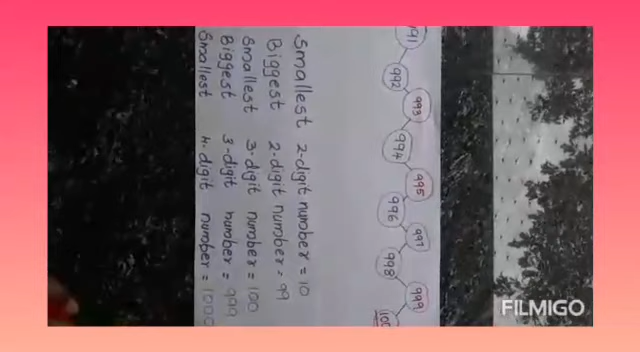 991
992
993
994
995
996
997
998
999
Smallest 2-digit number = 10
Biggest 2-digit number = 99
Smallest 3-digit number = 100
Biggest 3-digit number = 999
Smallest 4-digit number = 1000
FILMIGO